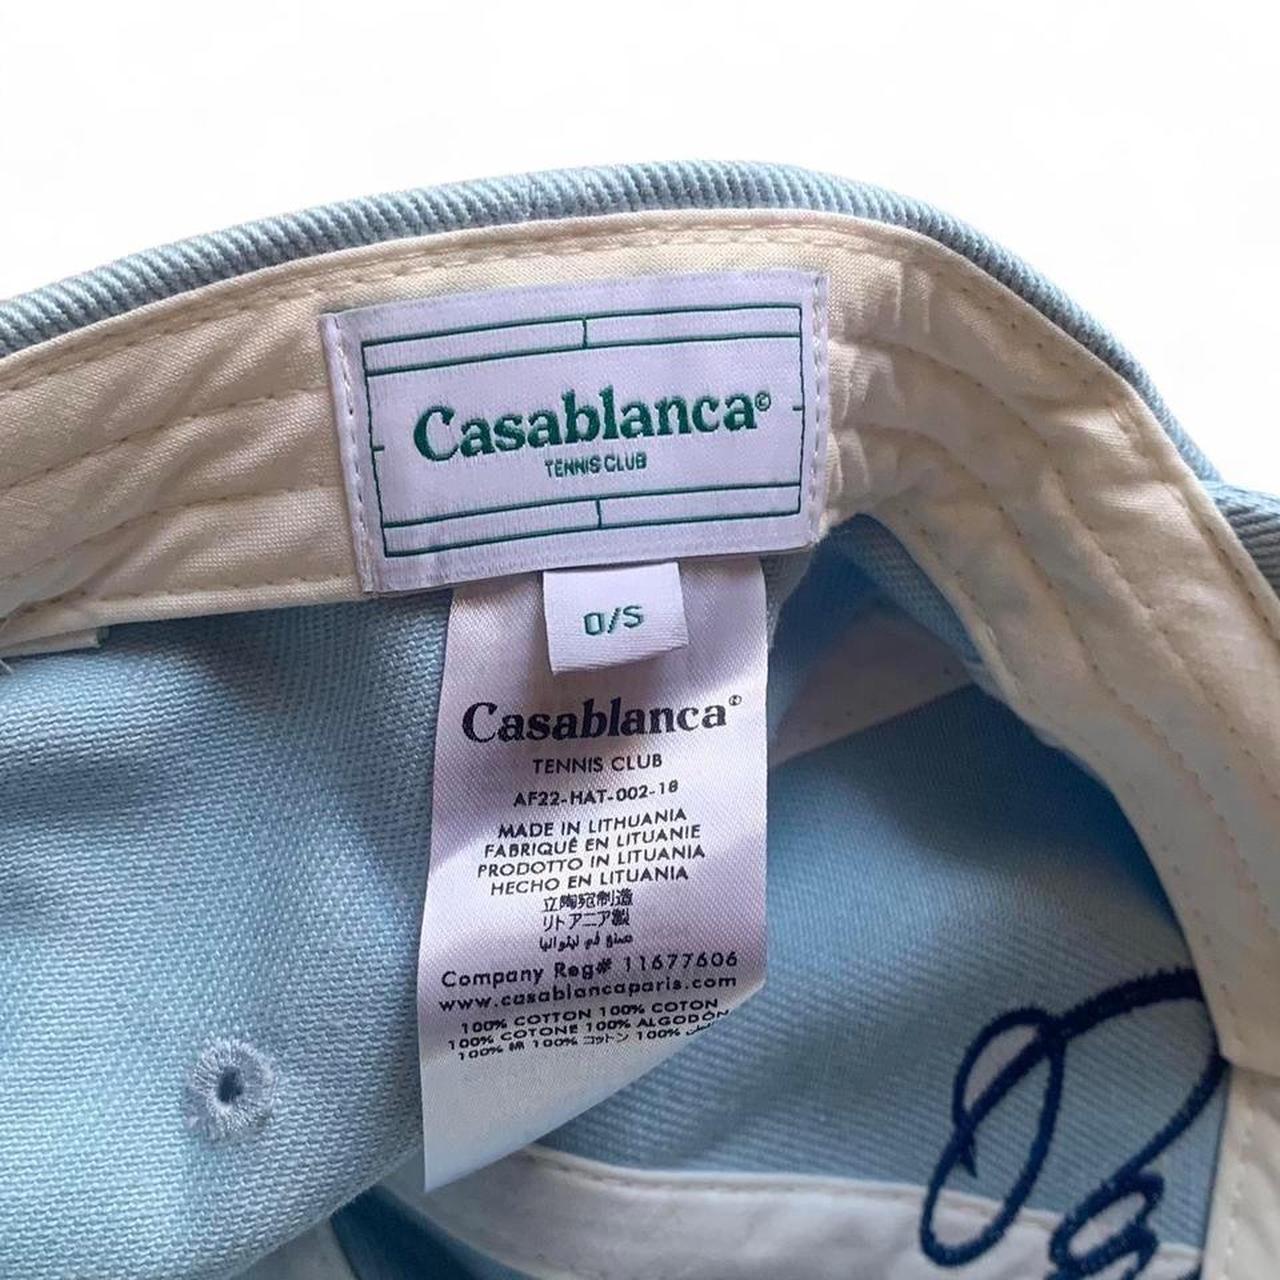 Casablanca©
TENNIS CLUB
O/S
Casablanca©
TENNIS CLUB
AF22-HAT-002-18
MADE IN LITHUANIA
FABRIQUÉ EN LITUANIE
PRODOTTO IN LITUANIA
HECHO EN LITUANIA
立陶宛制造
リトアニア製
صنع في ليتوانيا
Company Reg# 11677606
www.casablancaparis.com
100% COTTON 100% COTON
100% COTONE 100% ALGODÓN
100% 綿 100% コットン 100%